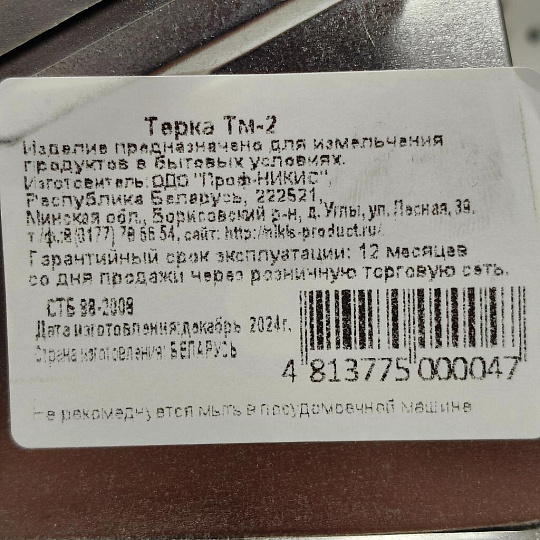 Терка Тм-2
Изделие предназначено для измельчения
продуктов в бытовых условиях.
Изготовитель:ОДО "Проф-НИКИС",
Республика Беларусь, 222521,
Минская обл., Борисовский р-н, д. Углы, ул. Лесная, 39,
т./ф.:8(0177) 78 66 54, сайт: http://nikis-product.ru/.
Гарантийный срок эксплуатации: 12 месяцев
со дня продажи через розничную торговую сеть.
СТБ 98-2008
Дата изготовления:декабрь 2024г.
Страна изготовления: БЕЛАРУСЬ
4 813775 000047
Не рекомедуется мыть в посудомоечной машине